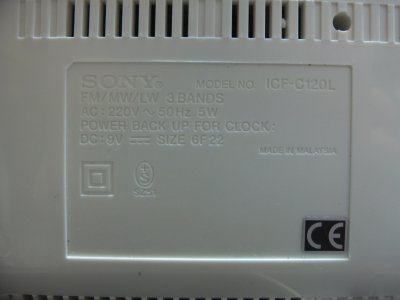 SONY® MODEL NO. ICF-C120L
FM/MW/LW 3 BANDS
AC: 220V ~ 50Hz 5W
POWER BACK UP FOR CLOCK:
DC: 9V ⎓ SIZE 6F22
MADE IN MALAYSIA
S
CE